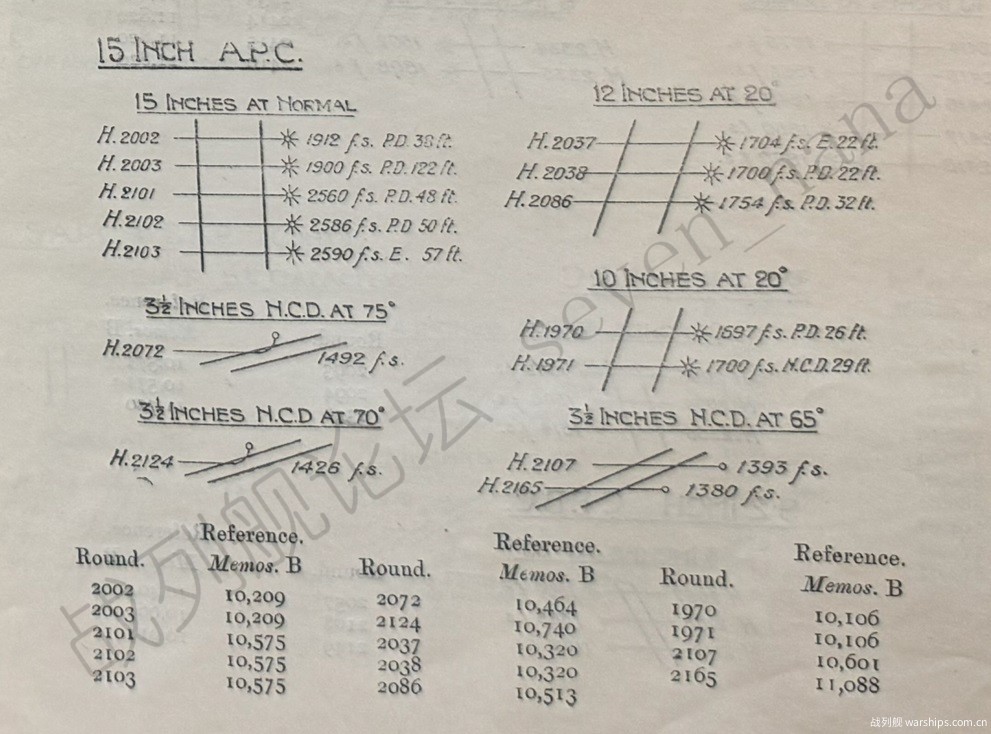 15 INCH A.P.C.
15 INCHES AT NORMAL
H.2002 1912 f.s. P.D. 38 ft.
H.2003 1900 f.s. P.D. 122 ft.
H.2101 2560 f.s. P.D. 48 ft.
H.2102 2586 f.s. P.D 50 ft.
H.2103 2590 f.s. E. 57 ft.
3½ INCHES N.C.D. AT 75°
H.2072 1492 f.s.
3½ INCHES N.C.D AT 70°
H.2124 1426 f.s.
12 INCHES AT 20°
H.2037 1704 f.s. E. 22 ft.
H.2038 1700 f.s. P.D. 22 ft.
H.2086 1754 f.s. P.D. 32 ft.
10 INCHES AT 20°
H.1970 1697 f.s. P.D. 26 ft.
H.1971 1700 f.s. N.C.D. 29 ft.
3½ INCHES N.C.D. AT 65°
H.2107 1393 f.s.
H.2165 1380 f.s.
Round. Reference. Memos. B Round. Reference. Memos. B Round. Reference. Memos. B
2002 10,209 2072 10,464 1970 10,106
2003 10,209 2124 10,740 1971 10,106
2101 10,575 2037 10,320 2107 10,601
2102 10,575 2038 10,320 2165 11,088
2103 10,575 2086 10,513
战列舰论坛 seven_nana
战列舰 warships.com.cn